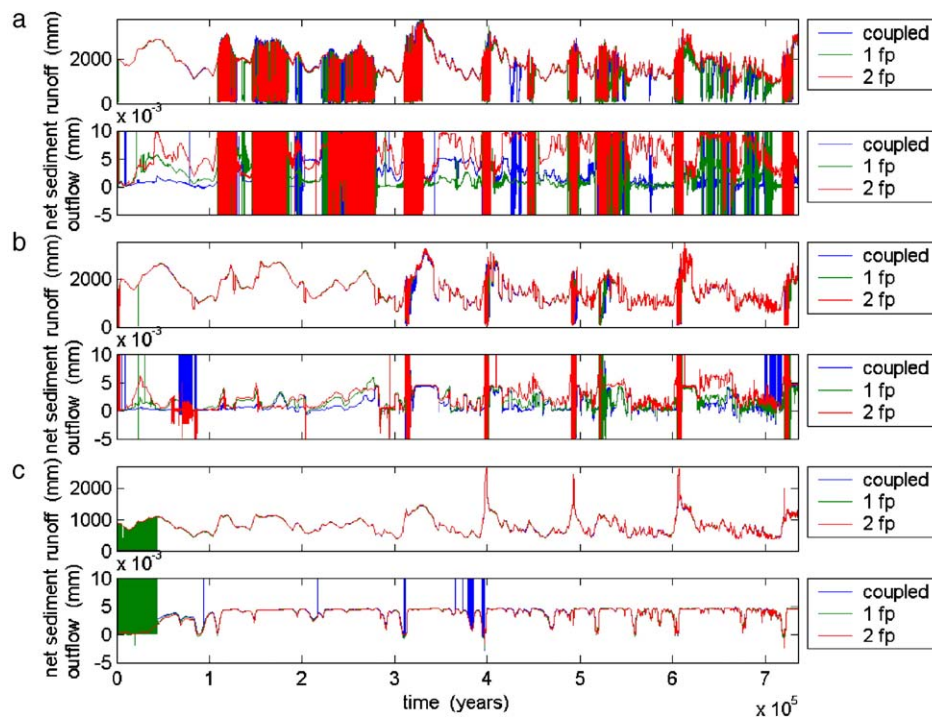 a
runoff (mm)
2000
0
coupled
1 fp
2 fp
x 10⁻³
net sediment
outflow (mm)
10
5
0
-5
coupled
1 fp
2 fp
b
runoff (mm)
2000
0
coupled
1 fp
2 fp
x 10⁻³
net sediment
outflow (mm)
10
5
0
-5
coupled
1 fp
2 fp
c
runoff (mm)
2000
1000
0
coupled
1 fp
2 fp
x 10⁻³
net sediment
outflow (mm)
10
5
0
-5
coupled
1 fp
2 fp
0 1 2 3 4 5 6 7
time (years)
x 10⁵